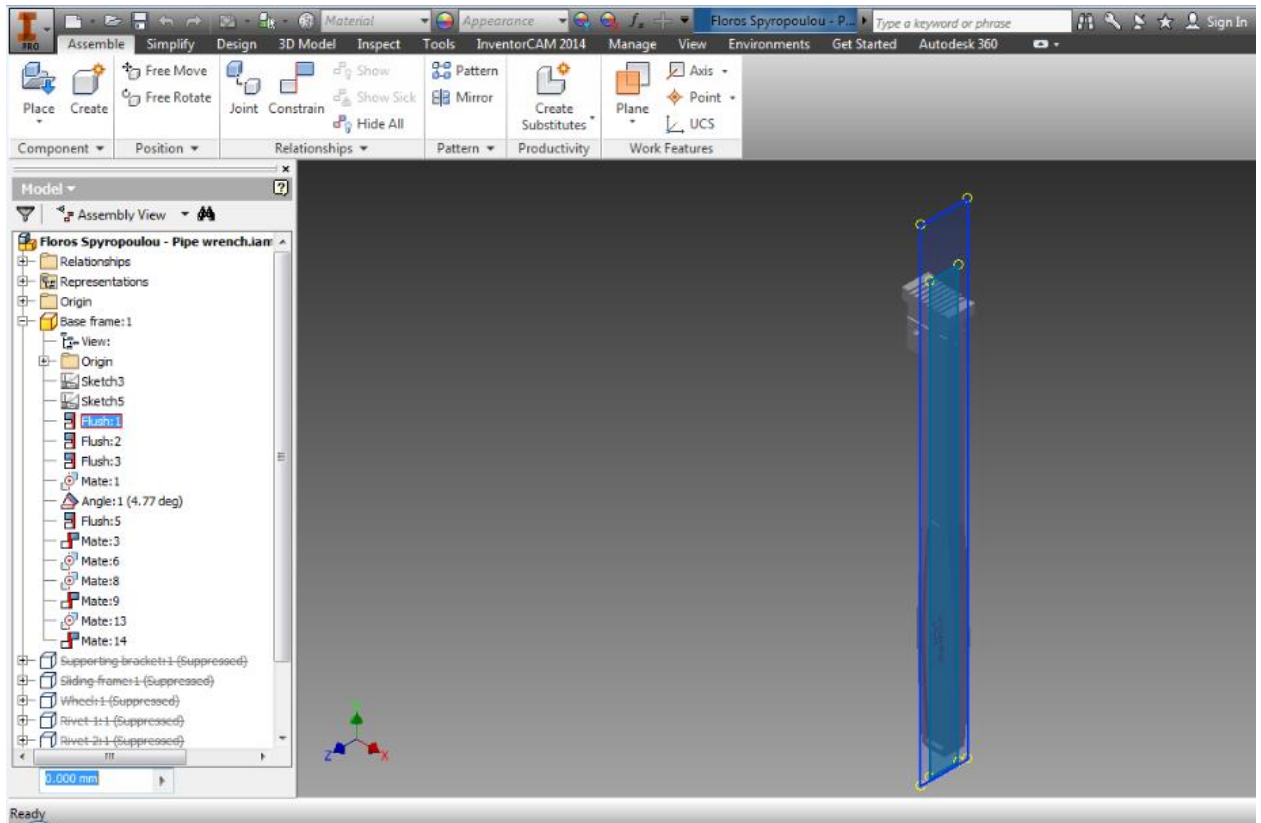 Material Appearance Floros Spyropoulou - P... Type a keyword or phrase Sign In
PRO Assemble Simplify Design 3D Model Inspect Tools InventorCAM 2014 Manage View Environments Get Started Autodesk 360
Place Create Free Move Free Rotate Joint Constrain Show Show Sick Hide All Pattern Mirror Create Substitutes Plane Axis Point UCS
Component Position Relationships Pattern Productivity Work Features
Model
Assembly View
Floros Spyropoulou - Pipe wrench.iam
Relationships
Representations
Origin
Base frame:1
View:
Origin
Sketch3
Sketch5
Flush:1
Flush:2
Flush:3
Mate:1
Angle:1 (4.77 deg)
Flush:5
Mate:3
Mate:6
Mate:8
Mate:9
Mate:13
Mate:14
Supporting bracket:1 (Suppressed)
Sliding frame:1 (Suppressed)
Wheel:1 (Suppressed)
Rivet 1:1 (Suppressed)
Rivet 2:1 (Suppressed)
0.000 mm
Z X
Ready